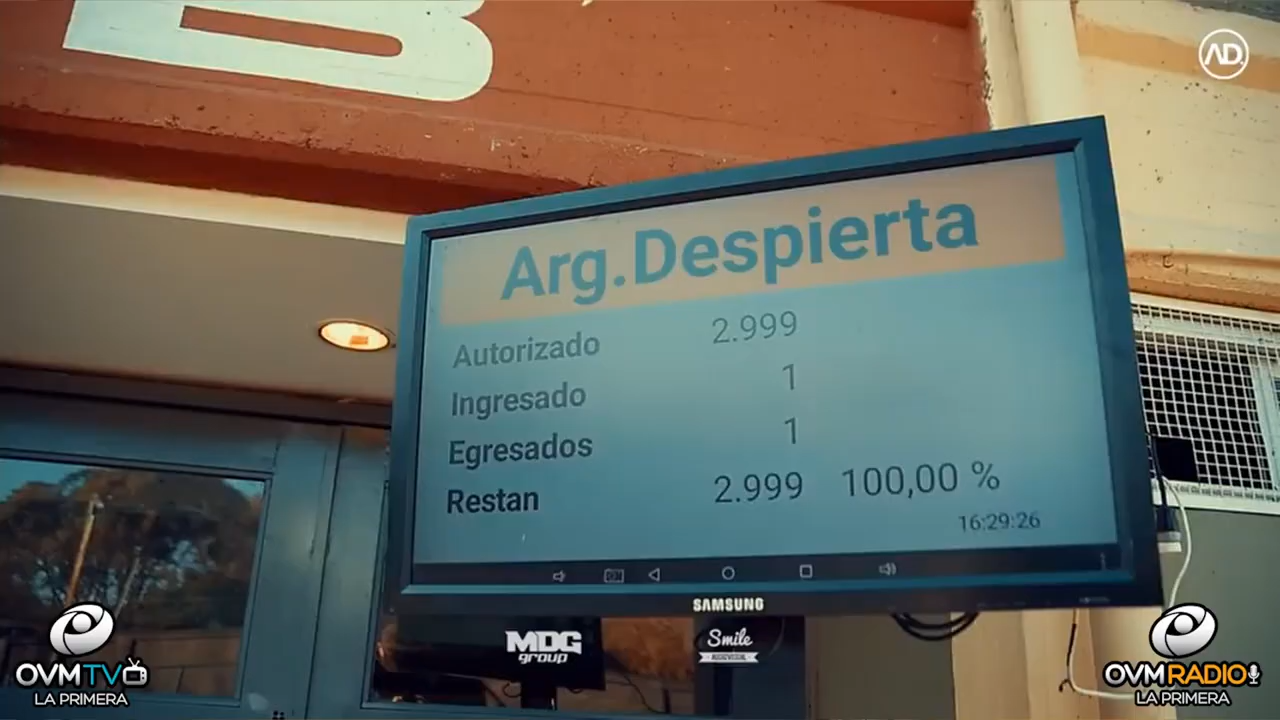 B
AD.
Arg.Despierta
Autorizado 2.999
Ingresado 1
Egresados 1
Restan 2.999 100,00 %
16:29:26
SAMSUNG
MDG
group
Smile
AUDIOVISUAL
OVMTV
LA PRIMERA
OVMRADIO
LA PRIMERA